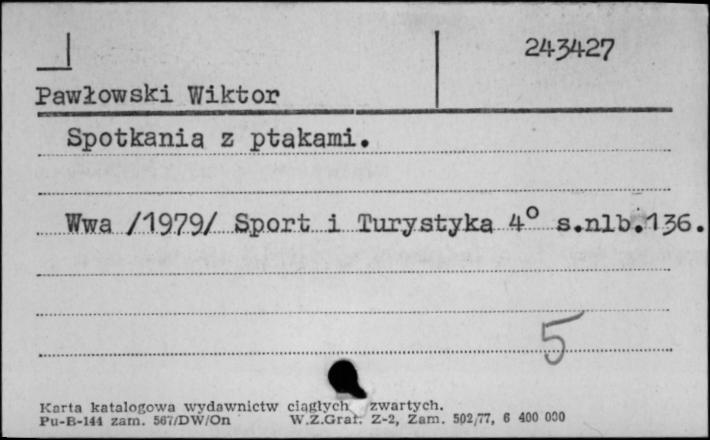 243427
Pawłowski Wiktor
Spotkania z ptakami.
Wwa /1979/ Sport i Turystyka 4° s.nlb.136.
5
Karta katalogowa wydawnictw ciągłych zwartych.
Pu-B-144 zam. 567/DW/On W.Z.Graf. Z-2, Zam. 502/77, 6 400 000